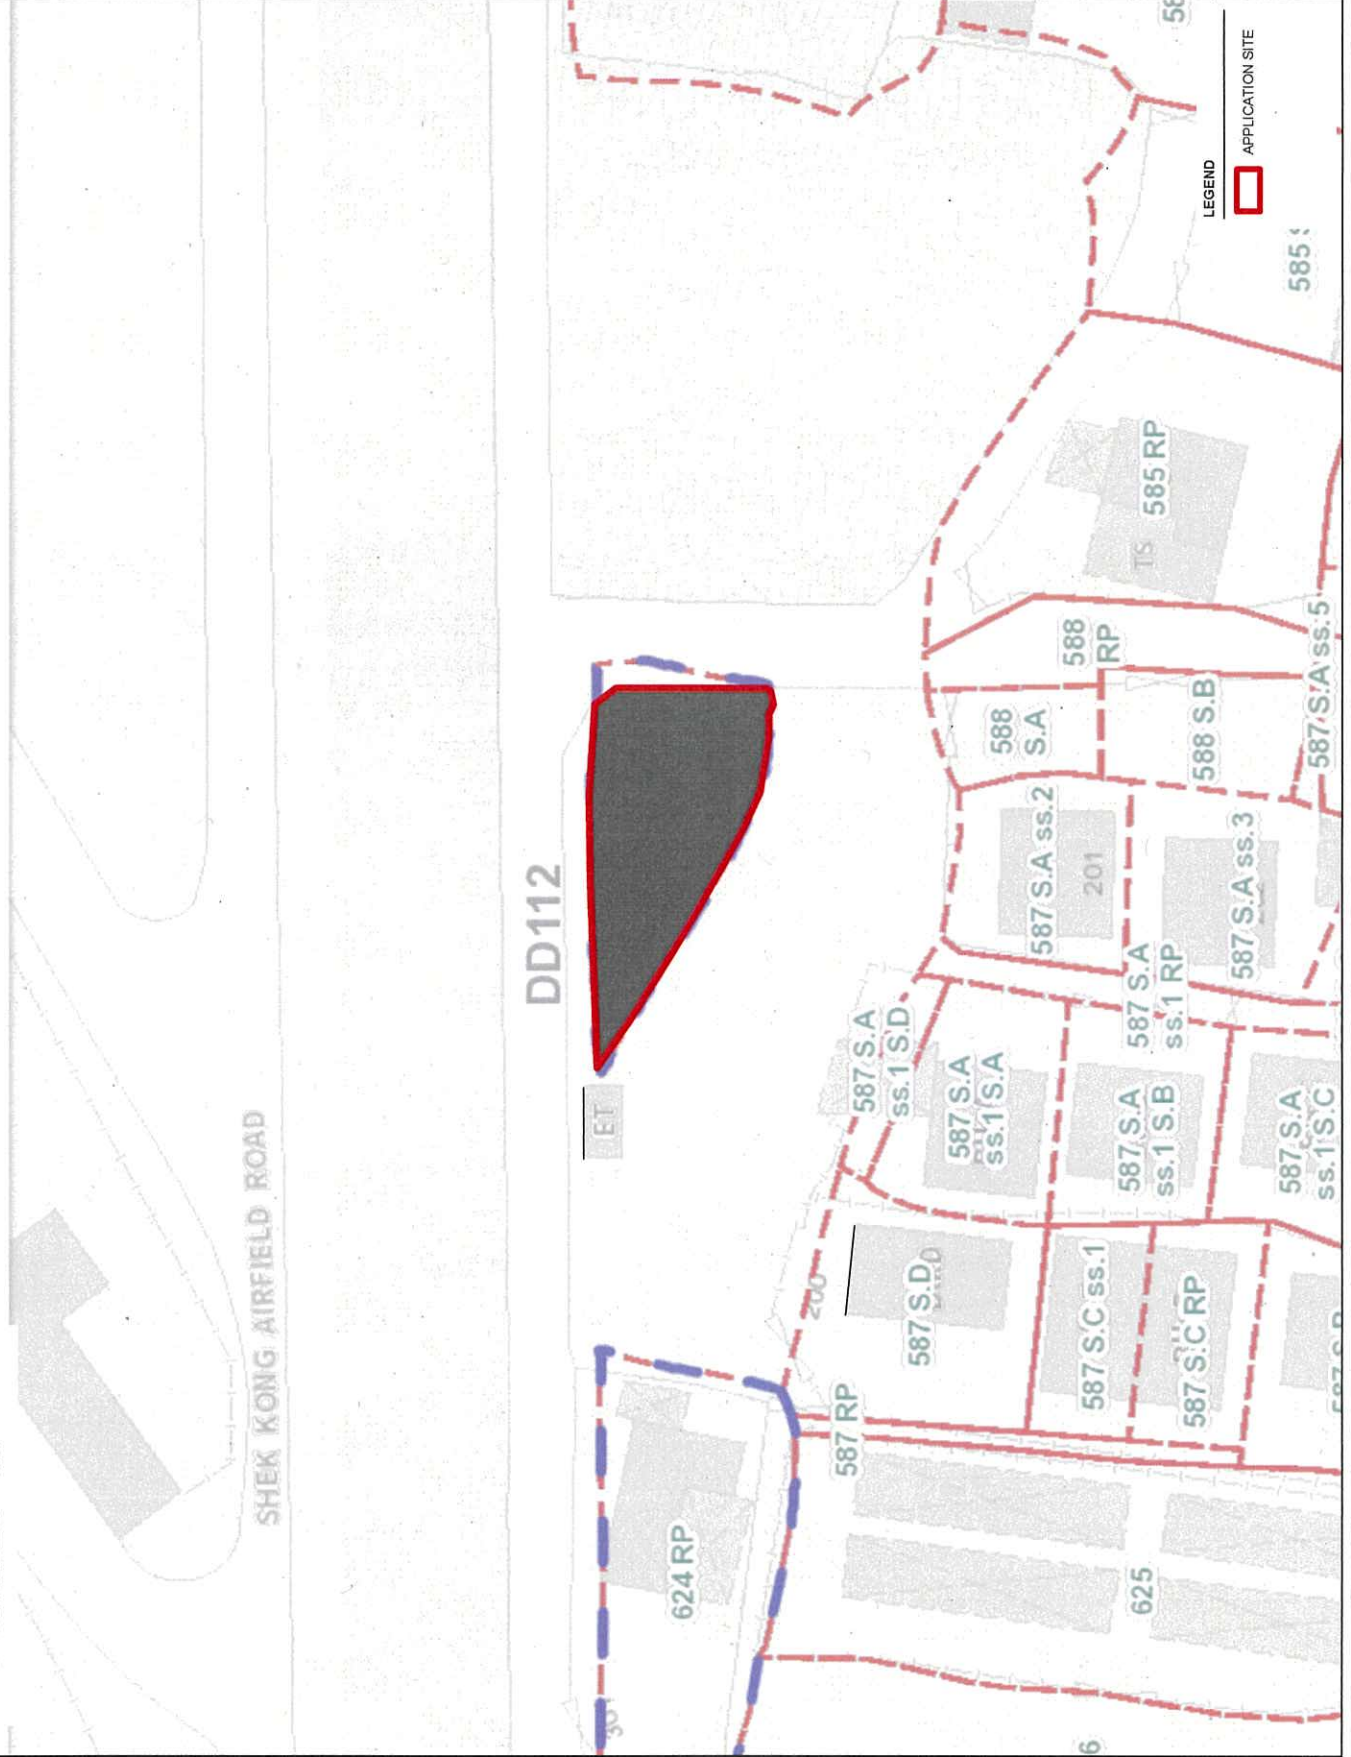 SHEK KONG AIRFIELD ROAD
DD112
ET
624 RP
587 RP
625
6
200
587 S.D
587 S.C ss.1
587 S.C RP
587 S.A
ss.1 S.D
587 S.A
ss.1 S.A
587 S.A
ss.1 S.B
587 S.A
ss.1 S.C
587 S.A
ss.1 RP
587 S.A ss.2
201
587 S.A ss.3
588
S.A
588 S.B
588
RP
587 S.A ss.5
585 RP
TS
585 S
LEGEND
APPLICATION SITE